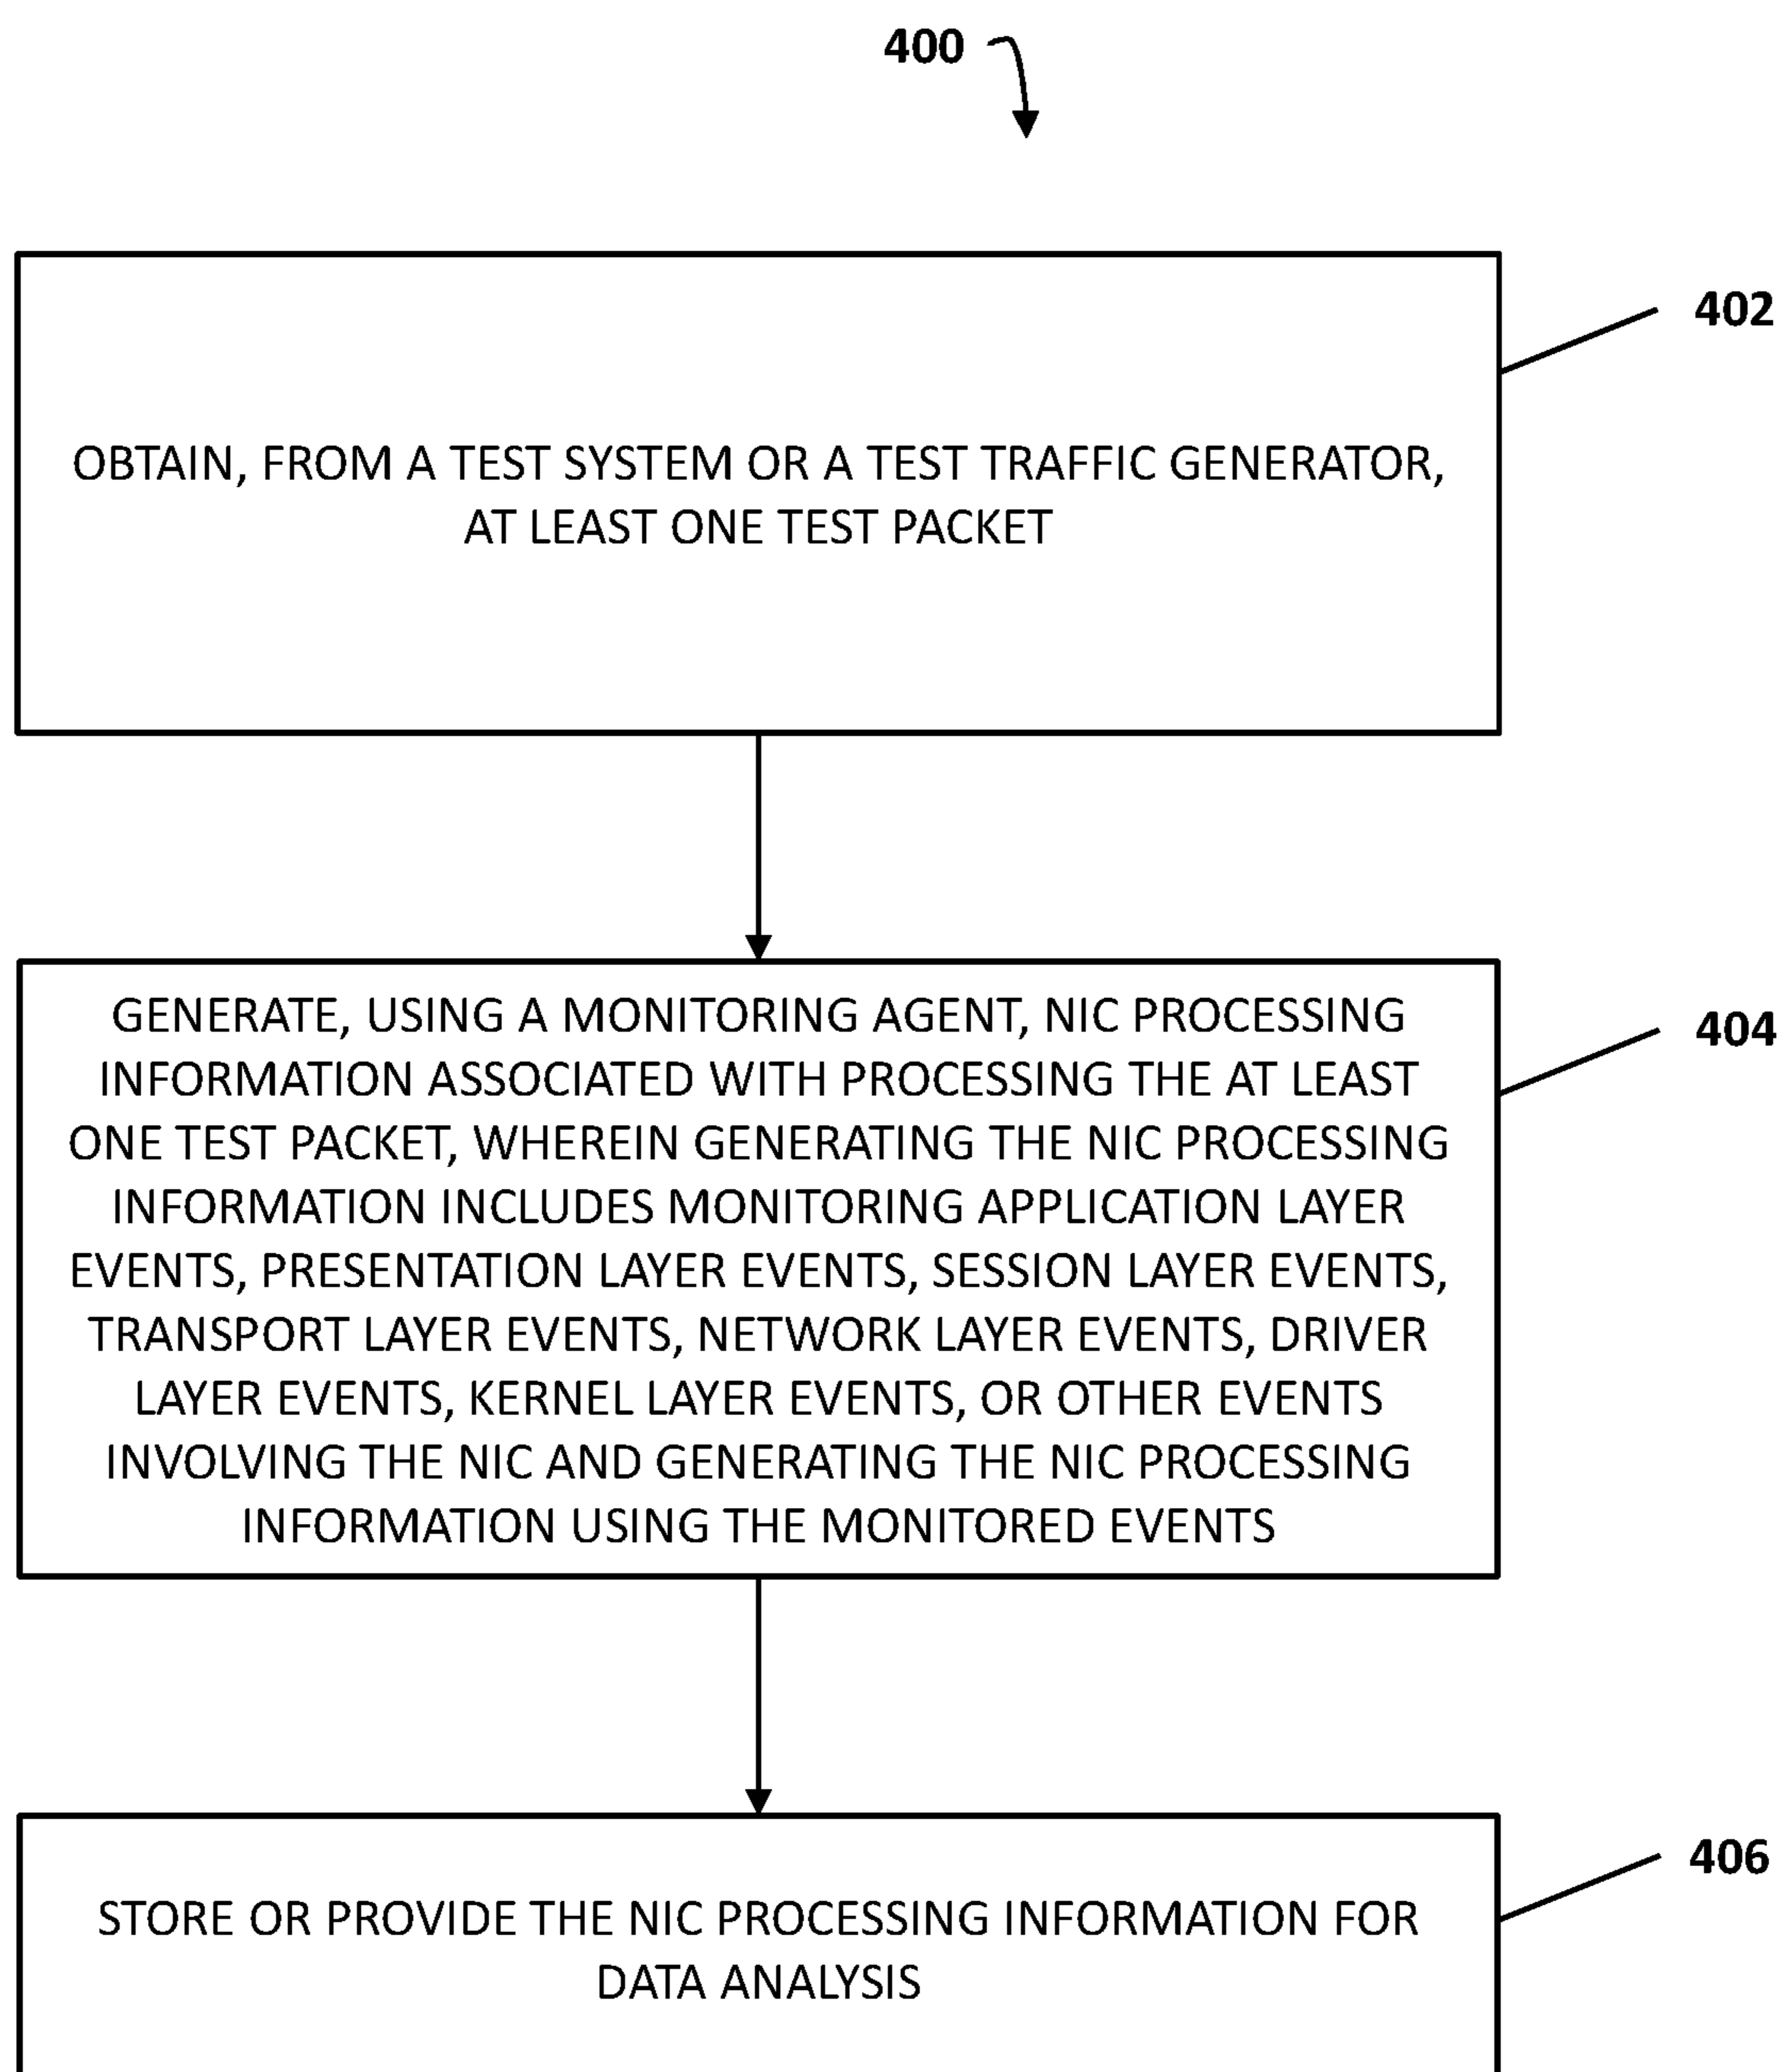 400
402
OBTAIN, FROM A TEST SYSTEM OR A TEST TRAFFIC GENERATOR,
AT LEAST ONE TEST PACKET
404
GENERATE, USING A MONITORING AGENT, NIC PROCESSING
INFORMATION ASSOCIATED WITH PROCESSING THE AT LEAST
ONE TEST PACKET, WHEREIN GENERATING THE NIC PROCESSING
INFORMATION INCLUDES MONITORING APPLICATION LAYER
EVENTS, PRESENTATION LAYER EVENTS, SESSION LAYER EVENTS,
TRANSPORT LAYER EVENTS, NETWORK LAYER EVENTS, DRIVER
LAYER EVENTS, KERNEL LAYER EVENTS, OR OTHER EVENTS
INVOLVING THE NIC AND GENERATING THE NIC PROCESSING
INFORMATION USING THE MONITORED EVENTS
406
STORE OR PROVIDE THE NIC PROCESSING INFORMATION FOR
DATA ANALYSIS